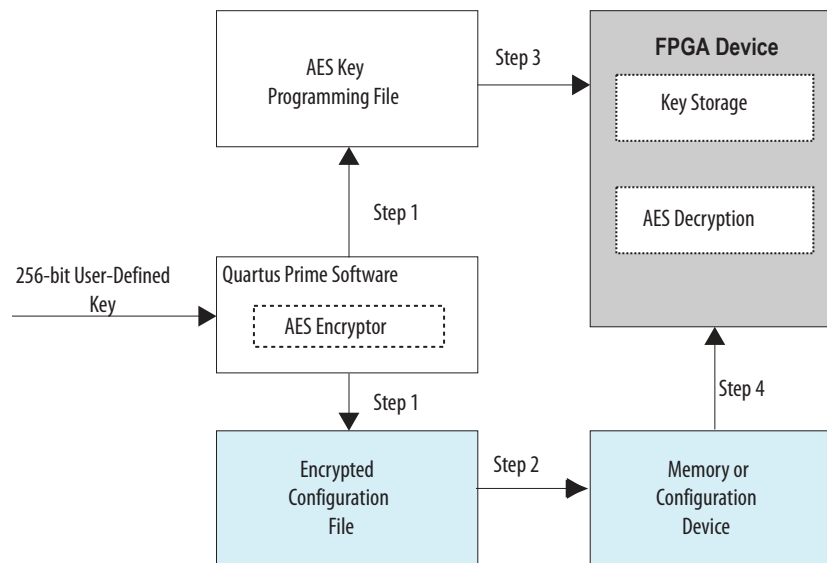 AES Key
Programming File
Step 3
FPGA Device
Key Storage
AES Decryption
Step 1
256-bit User-Defined
Key
Quartus Prime Software
AES Encryptor
Step 1
Step 4
Encrypted
Configuration
File
Step 2
Memory or
Configuration
Device